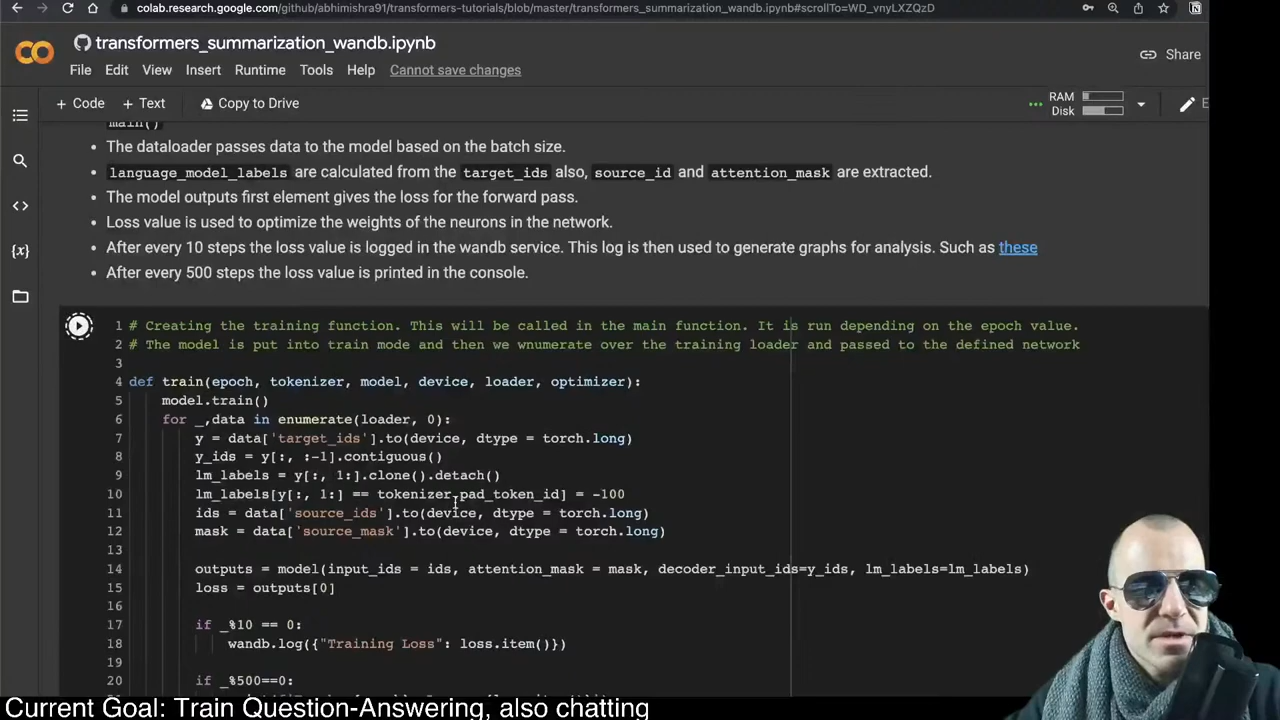 colab.research.google.com/github/abhimishra91/transformers-tutorials/blob/master/transformers_summarization_wandb.ipynb#scrollTo=WD_vnyLXZQzD
transformers_summarization_wandb.ipynb
Share
File Edit View Insert Runtime Tools Help Cannot save changes
+ Code + Text Copy to Drive
RAM
Disk
main()
• The dataloader passes data to the model based on the batch size.
• language_model_labels are calculated from the target_ids also, source_id and attention_mask are extracted.
• The model outputs first element gives the loss for the forward pass.
• Loss value is used to optimize the weights of the neurons in the network.
• After every 10 steps the loss value is logged in the wandb service. This log is then used to generate graphs for analysis. Such as these
• After every 500 steps the loss value is printed in the console.
1 # Creating the training function. This will be called in the main function. It is run depending on the epoch value.
2 # The model is put into train mode and then we wnumerate over the training loader and passed to the defined network
3
4 def train(epoch, tokenizer, model, device, loader, optimizer):
5 model.train()
6 for _,data in enumerate(loader, 0):
7 y = data['target_ids'].to(device, dtype = torch.long)
8 y_ids = y[:, :-1].contiguous()
9 lm_labels = y[:, 1:].clone().detach()
10 lm_labels[y[:, 1:] == tokenizer.pad_token_id] = -100
11 ids = data['source_ids'].to(device, dtype = torch.long)
12 mask = data['source_mask'].to(device, dtype = torch.long)
13
14 outputs = model(input_ids = ids, attention_mask = mask, decoder_input_ids=y_ids, lm_labels=lm_labels)
15 loss = outputs[0]
16
17 if _%10 == 0:
18 wandb.log({"Training Loss": loss.item()})
19
20 if _%500==0:
Current Goal: Train Question-Answering, also chatting